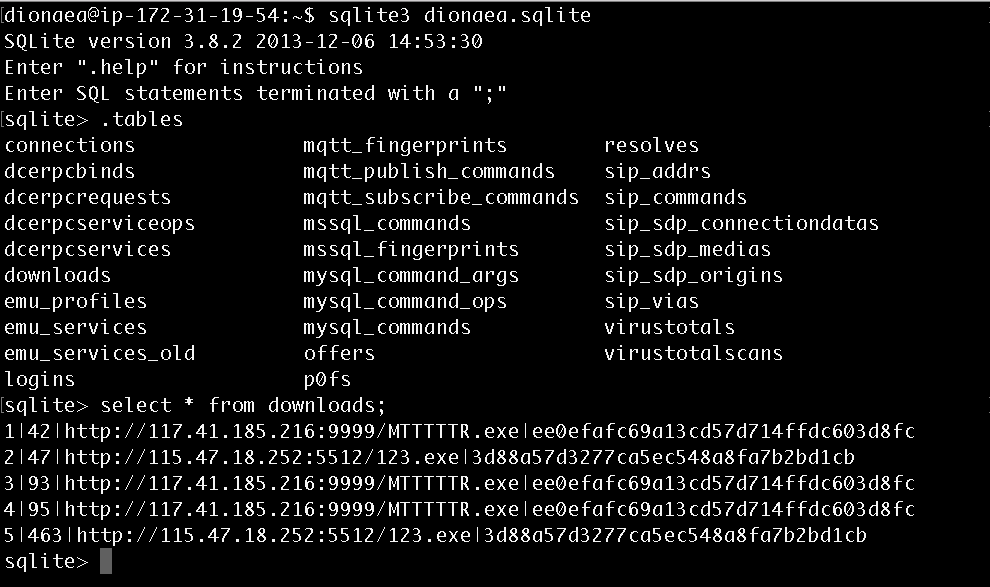 [dionaea@ip-172-31-19-54:~$ sqlite3 dionaea.sqlite
SQLite version 3.8.2 2013-12-06 14:53:30
Enter ".help" for instructions
Enter SQL statements terminated with a ";"
[sqlite> .tables
connections              mqtt_fingerprints        resolves
dcerpcbinds              mqtt_publish_commands    sip_addrs
dcerpcrequests           mqtt_subscribe_commands  sip_commands
dcerpcserviceops         mssql_commands           sip_sdp_connectiondatas
dcerpcservices           mssql_fingerprints       sip_sdp_medias
downloads                mysql_command_args       sip_sdp_origins
emu_profiles             mysql_command_ops        sip_vias
emu_services             mysql_commands           virustotals
emu_services_old         offers                   virustotalscans
logins                   p0fs
[sqlite> select * from downloads;
1|42|http://117.41.185.216:9999/MTTTTTR.exe|ee0efafc69a13cd57d714ffdc603d8fc
2|47|http://115.47.18.252:5512/123.exe|3d88a57d3277ca5ec548a8fa7b2bd1cb
3|93|http://117.41.185.216:9999/MTTTTTR.exe|ee0efafc69a13cd57d714ffdc603d8fc
4|95|http://117.41.185.216:9999/MTTTTTR.exe|ee0efafc69a13cd57d714ffdc603d8fc
5|463|http://115.47.18.252:5512/123.exe|3d88a57d3277ca5ec548a8fa7b2bd1cb
sqlite>